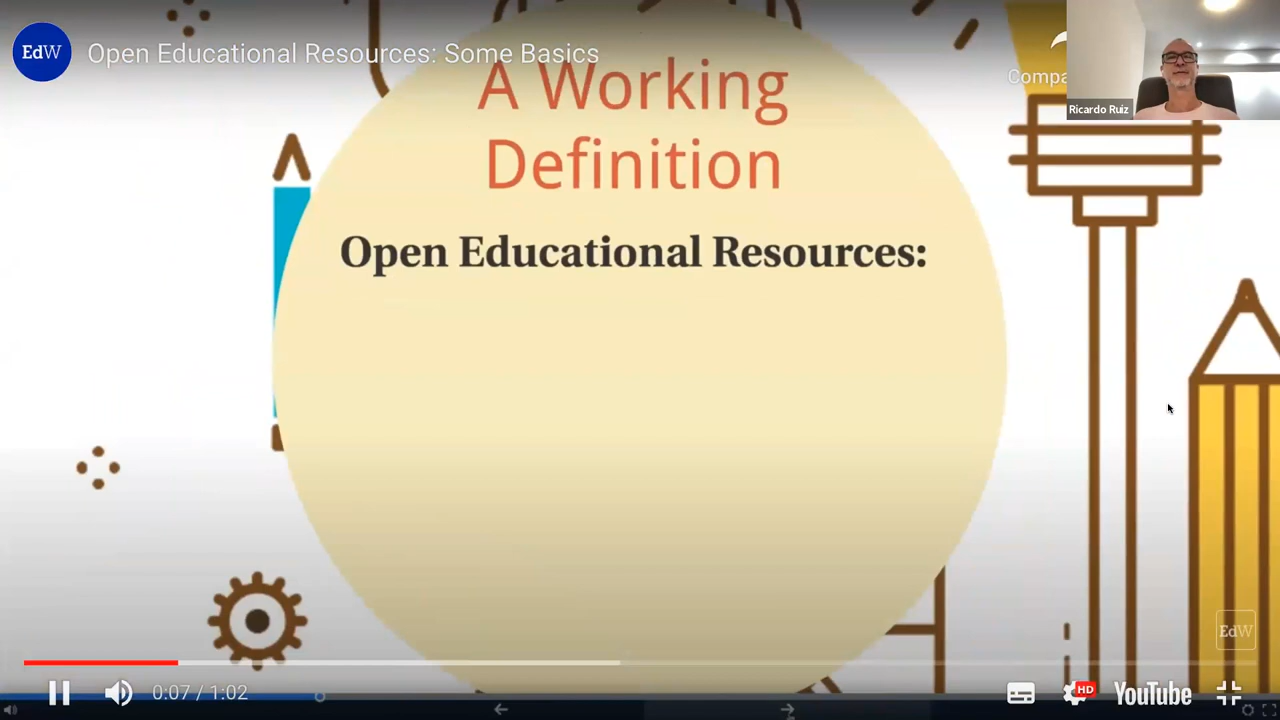 EdW
Open Educational Resources: Some Basics
Compa
Ricardo Ruiz
A Working
Definition
Open Educational Resources:
EdW
0:07 / 1:02
HD
YouTube